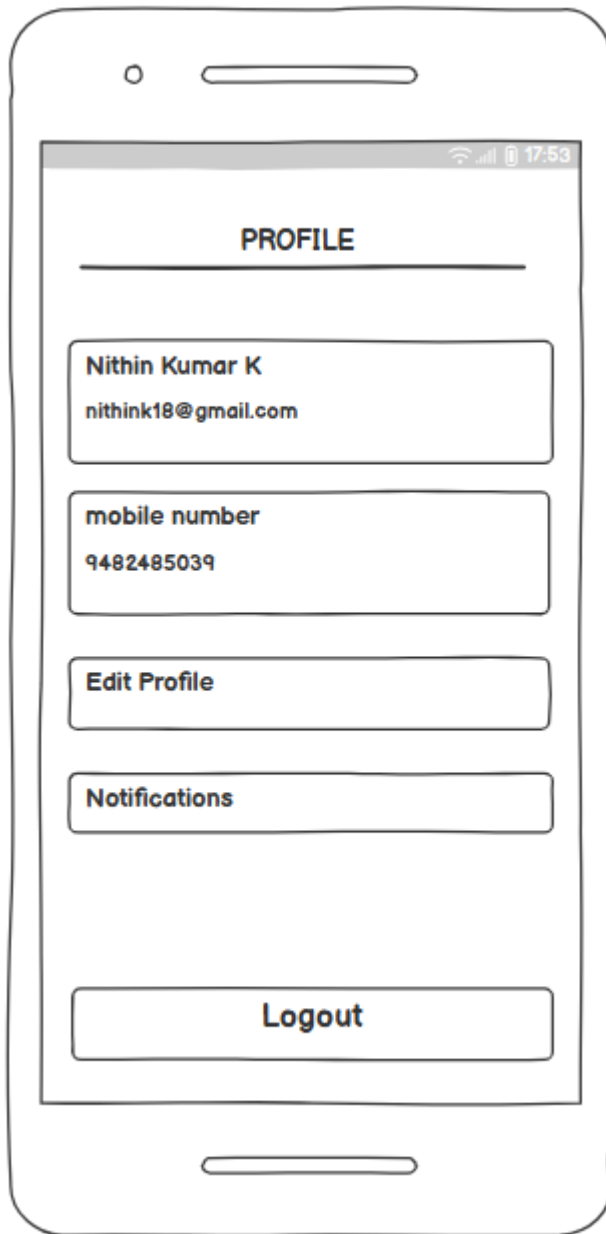 17:53
PROFILE
Nithin Kumar K
nithink18@gmail.com
mobile number
9482485039
Edit Profile
Notifications
Logout